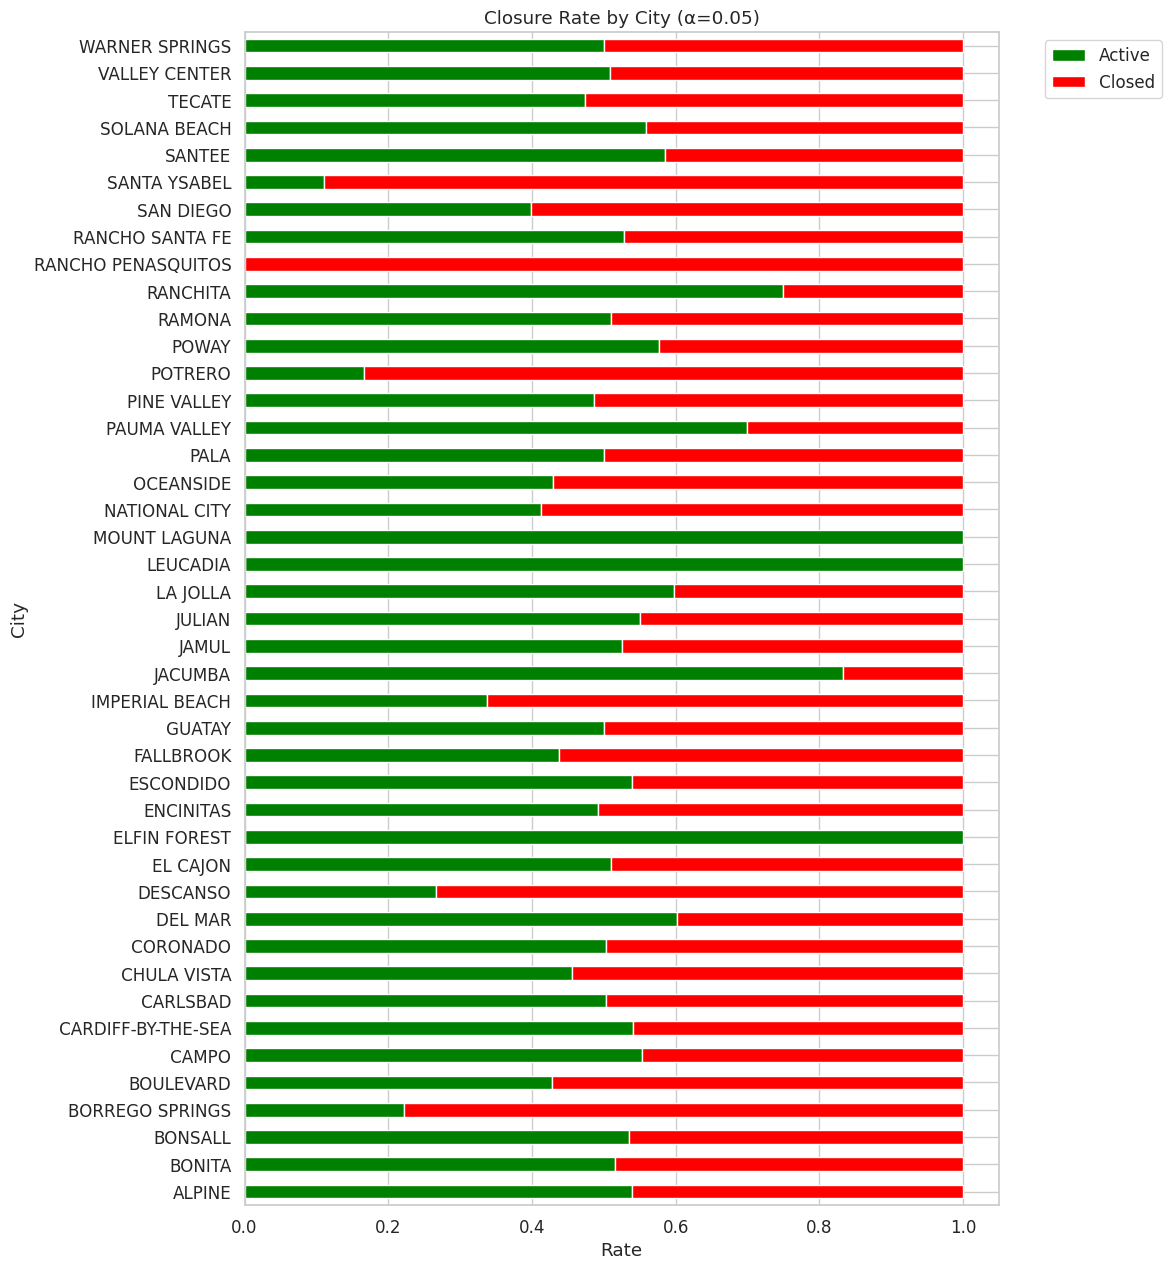 Closure Rate by City (α=0.05)
Active
Closed
WARNER SPRINGS
VALLEY CENTER
TECATE
SOLANA BEACH
SANTEE
SANTA YSABEL
SAN DIEGO
RANCHO SANTA FE
RANCHO PENASQUITOS
RANCHITA
RAMONA
POWAY
POTRERO
PINE VALLEY
PAUMA VALLEY
PALA
OCEANSIDE
NATIONAL CITY
MOUNT LAGUNA
LEUCADIA
LA JOLLA
JULIAN
JAMUL
JACUMBA
IMPERIAL BEACH
GUATAY
FALLBROOK
ESCONDIDO
ENCINITAS
ELFIN FOREST
EL CAJON
DESCANSO
DEL MAR
CORONADO
CHULA VISTA
CARLSBAD
CARDIFF-BY-THE-SEA
CAMPO
BOULEVARD
BORREGO SPRINGS
BONSALL
BONITA
ALPINE
City
0.0 0.2 0.4 0.6 0.8 1.0
Rate